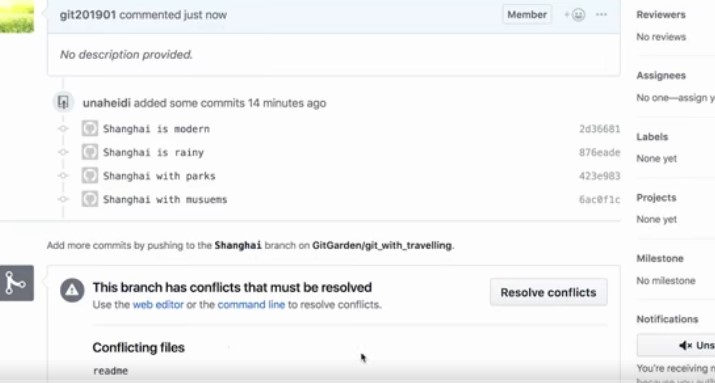 git201901 commented just now
Member
No description provided.
unaheidi added some commits 14 minutes ago
Shanghai is modern 2d36681
Shanghai is rainy 876eade
Shanghai with parks 423e983
Shanghai with musuems 6ac0f1c
Add more commits by pushing to the Shanghai branch on GitGarden/git_with_travelling.
This branch has conflicts that must be resolved
Use the web editor or the command line to resolve conflicts.
Resolve conflicts
Conflicting files
readme
Reviewers
No reviews
Assignees
No one—assign y
Labels
None yet
Projects
None yet
Milestone
No milestone
Notifications
Uns
You're receiving n